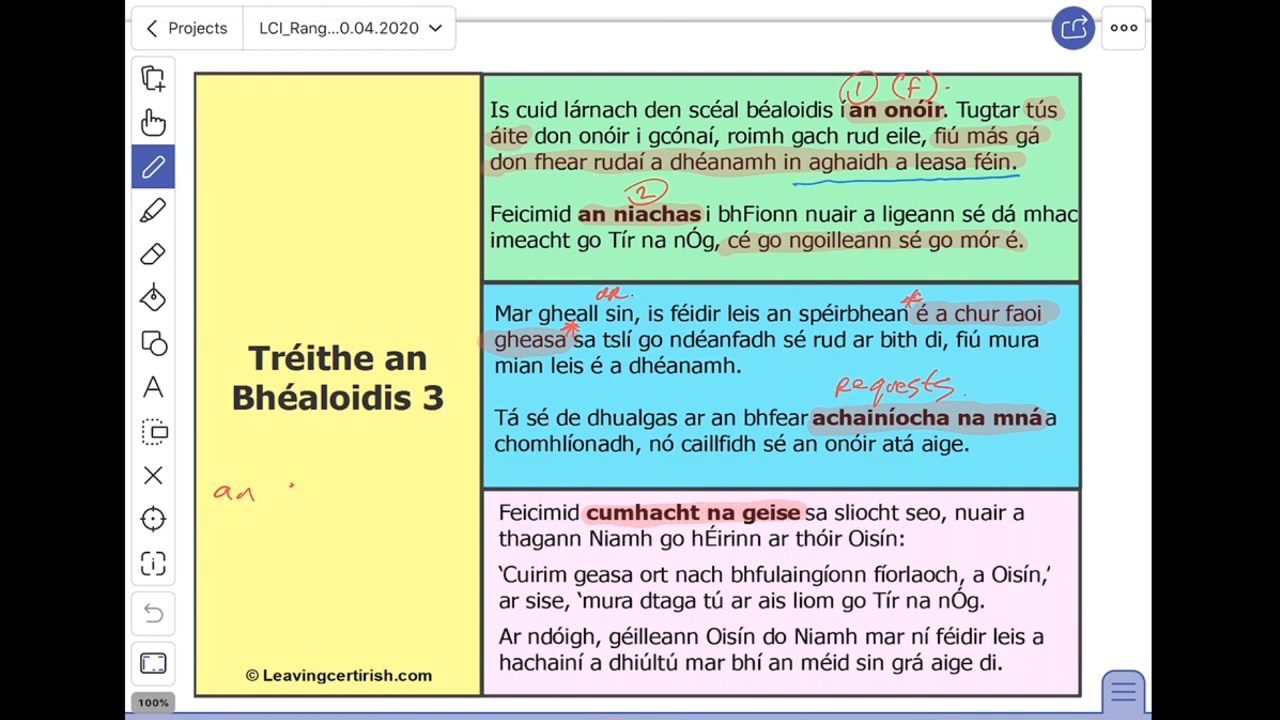 Projects
LCI_Rang...0.04.2020
① (f).
Is cuid lárnach den scéal béaloidis í an onóir. Tugtar tús
áite don onóir i gcónaí, roimh gach rud eile, fiú más gá
don fhear rudaí a dhéanamh in aghaidh a leasa féin.
②
Feicimid an niachas i bhFionn nuair a ligeann sé dá mhac
imeacht go Tír na nÓg, cé go ngoilleann sé go mór é.
Mar gheall sin, is féidir leis an spéirbhean é a chur faoi
gheasa sa tslí go ndéanfadh sé rud ar bith di, fiú mura
mian leis é a dhéanamh.
requests.
Tá sé de dhualgas ar an bhfear achainíocha na mná a
chomhlíonadh, nó caillfidh sé an onóir atá aige.
Tréithe an
Bhéaloidis 3
an
Feicimid cumhacht na geise sa sliocht seo, nuair a
thagann Niamh go hÉirinn ar thóir Oisín:
‘Cuirim geasa ort nach bhfulaingíonn fíorlaoch, a Oisín,’
ar sise, ‘mura dtaga tú ar ais liom go Tír na nÓg.
Ar ndóigh, géilleann Oisín do Niamh mar ní féidir leis a
hachainí a dhiúltú mar bhí an méid sin grá aige di.
© Leavingcertirish.com
100%